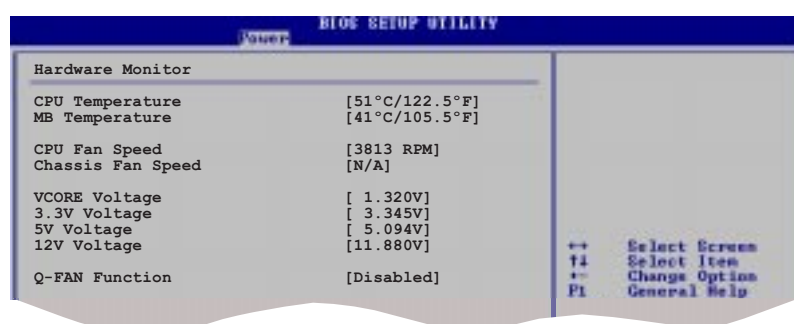 BIOS SETUP UTILITY
Power
Hardware Monitor
CPU Temperature [51°C/122.5°F]
MB Temperature [41°C/105.5°F]
CPU Fan Speed [3813 RPM]
Chassis Fan Speed [N/A]
VCORE Voltage [ 1.320V]
3.3V Voltage [ 3.345V]
5V Voltage [ 5.094V]
12V Voltage [11.880V]
Q-FAN Function [Disabled]
↔ Select Screen
↑↓ Select Item
+- Change Option
F1 General Help